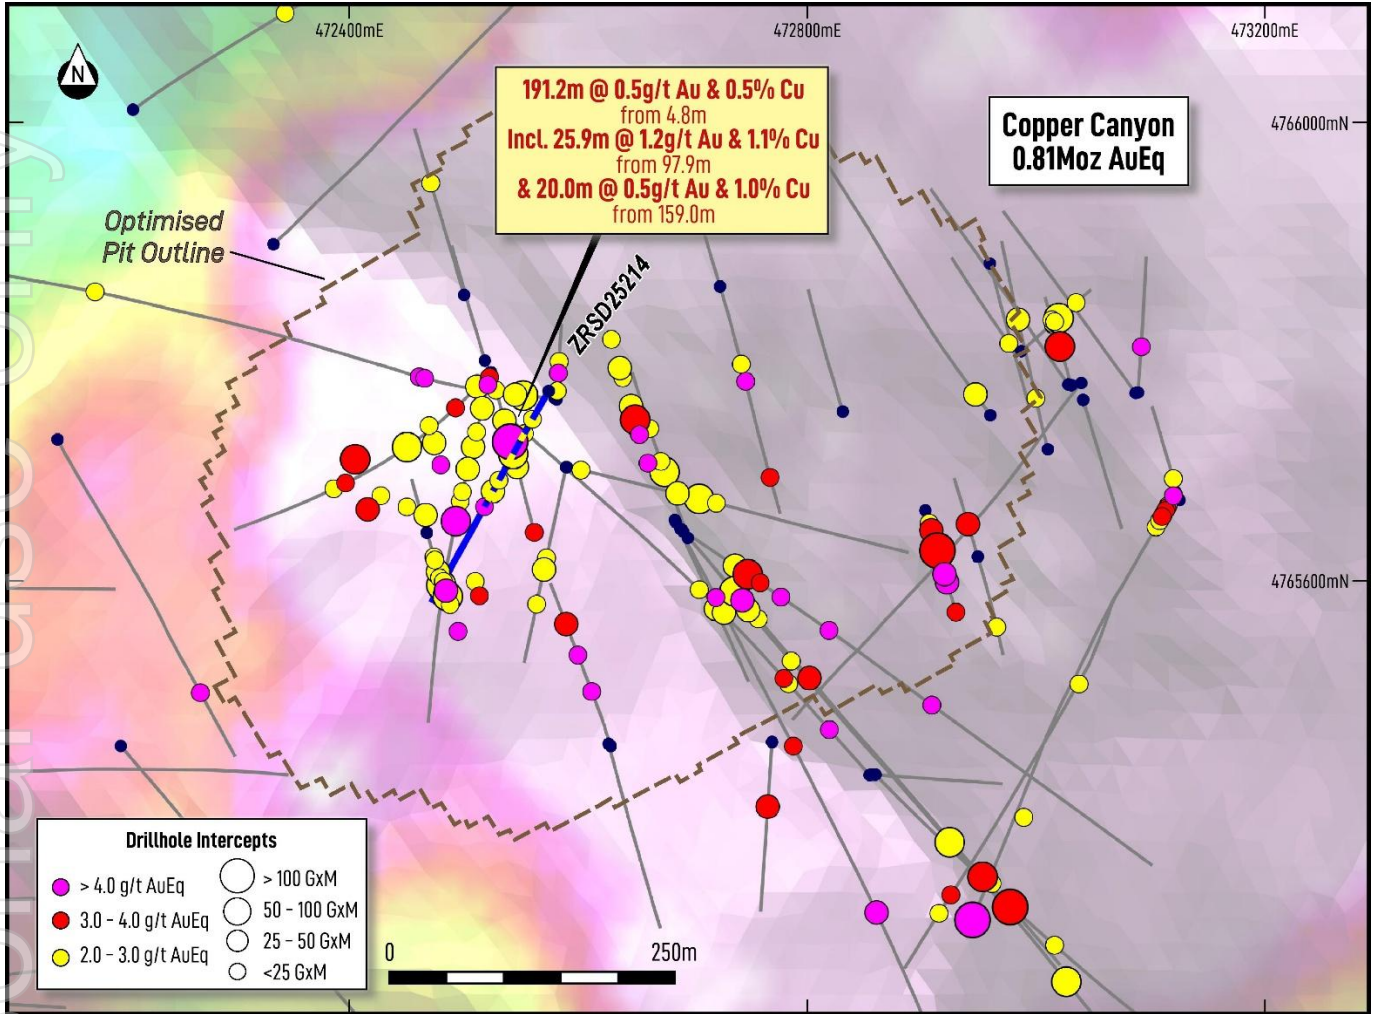 472400mE
472800mE
473200mE
N
191.2m @ 0.5g/t Au & 0.5% Cu
from 4.8m
Incl. 25.9m @ 1.2g/t Au & 1.1% Cu
from 97.9m
& 20.0m @ 0.5g/t Au & 1.0% Cu
from 159.0m
Copper Canyon
0.81Moz AuEq
4766000mN
Optimised
Pit Outline
ZRSD25214
4765600mN
Drillhole Intercepts
> 4.0 g/t AuEq
3.0 - 4.0 g/t AuEq
2.0 - 3.0 g/t AuEq
> 100 GxM
50 - 100 GxM
25 - 50 GxM
<25 GxM
0
250m